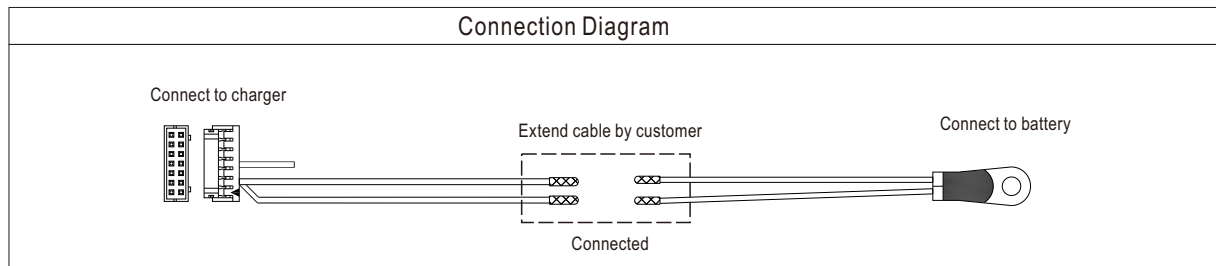 Connection Diagram
Connect to charger
Extend cable by customer
Connect to battery
Connected